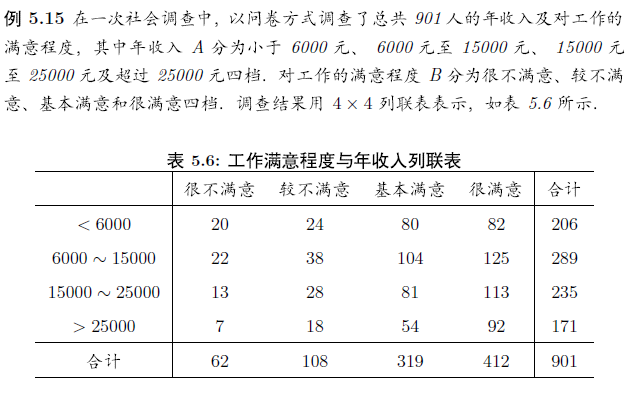 例 5.15 在一次社会调查中，以问卷方式调查了总共 901 人的年收入及对工作的
满意程度，其中年收入 A 分为小于 6000 元、 6000 元至 15000 元、 15000 元
至 25000 元及超过 25000 元四档. 对工作的满意程度 B 分为很不满意、较不满
意、基本满意和很满意四档. 调查结果用 4 × 4 列联表表示，如表 5.6 所示.
表 5.6: 工作满意程度与年收人列联表
很不满意 较不满意 基本满意 很满意 合计
< 6000 20 24 80 82 206
6000 ∼ 15000 22 38 104 125 289
15000 ∼ 25000 13 28 81 113 235
> 25000 7 18 54 92 171
合计 62 108 319 412 901